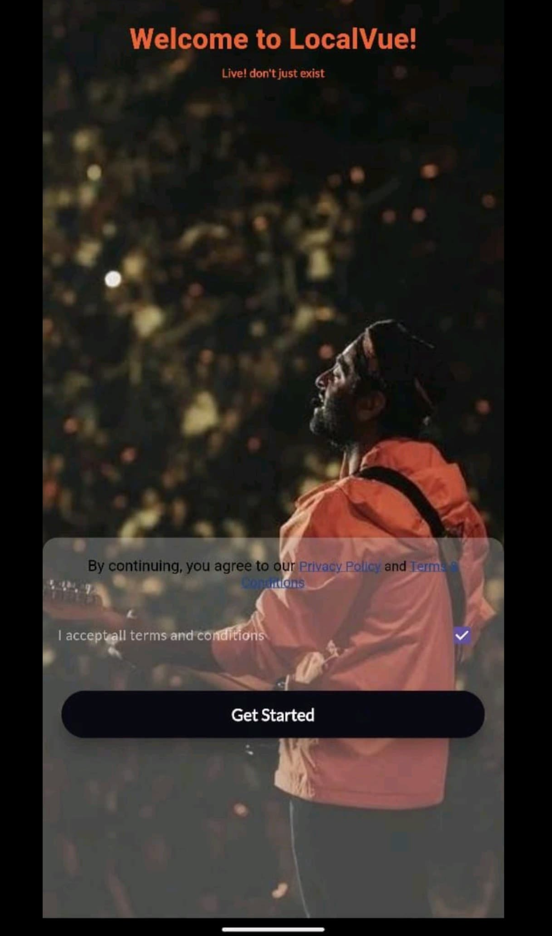 Welcome to LocalVue!
Live! don't just exist
By continuing, you agree to our Privacy Policy and Terms &
Conditions
I accept all terms and conditions
Get Started